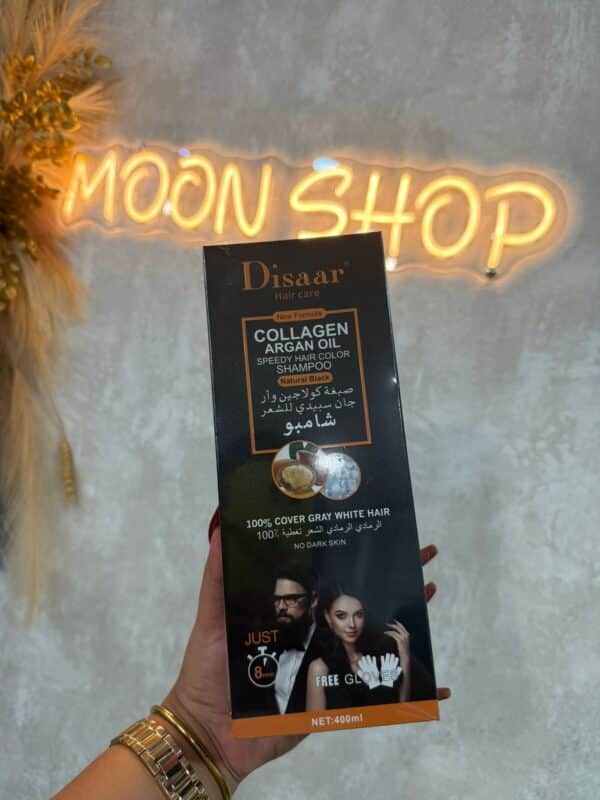 MOON SHOP
Disaar
Hair care
New Formula
COLLAGEN
ARGAN OIL
SPEEDY HAIR COLOR
SHAMPOO
Natural Black
صبغة كولاجين وأر
جان سبيدي للشعر
شامبو
100% COVER GRAY WHITE HAIR
الرمادي الرمادي الشعر تغطية 100٪
NO DARK SKIN
JUST
8min
FREE GLOVES
NET:400ml